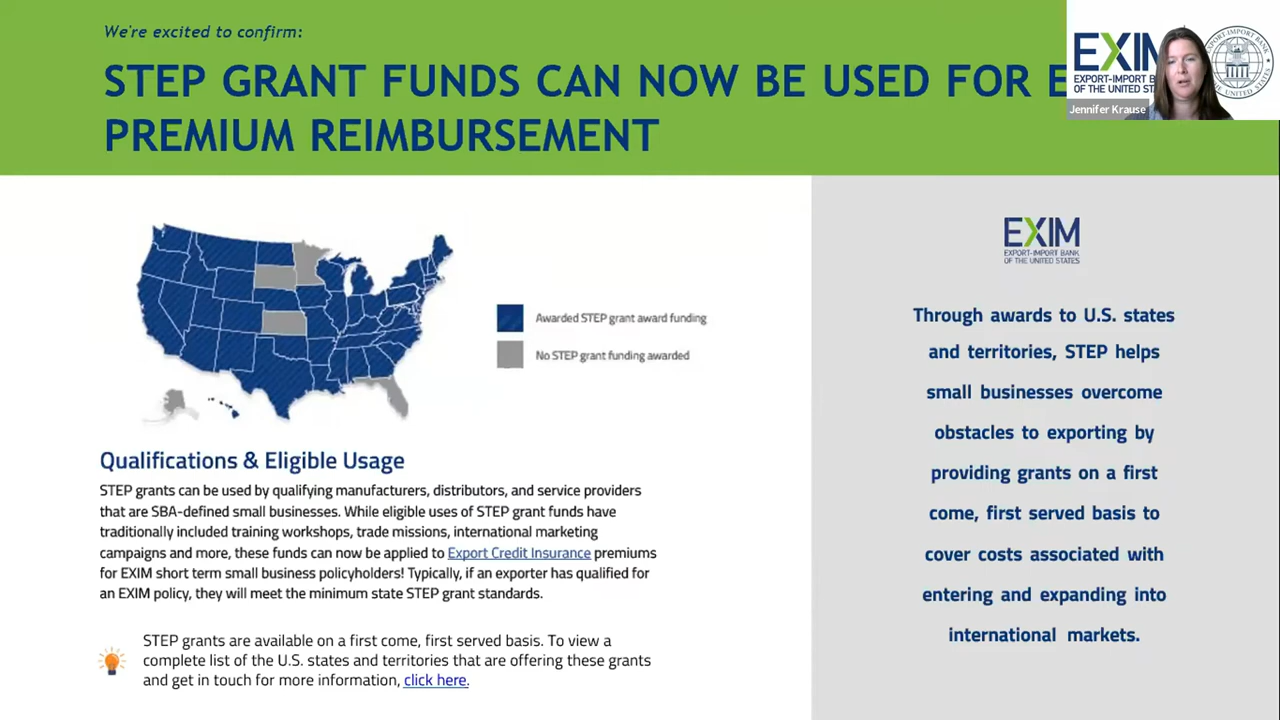 We're excited to confirm:
STEP GRANT FUNDS CAN NOW BE USED FOR
PREMIUM REIMBURSEMENT
EXIM
EXPORT-IMPORT
OF THE UNITED STATES
EXPORT-IMPORT BANK
UNITED STATES
Jennifer Krause
Awarded STEP grant award funding
No STEP grant funding awarded
Qualifications & Eligible Usage
STEP grants can be used by qualifying manufacturers, distributors, and service providers
that are SBA-defined small businesses. While eligible uses of STEP grant funds have
traditionally included training workshops, trade missions, international marketing
campaigns and more, these funds can now be applied to Export Credit Insurance premiums
for EXIM short term small business policyholders! Typically, if an exporter has qualified for
an EXIM policy, they will meet the minimum state STEP grant standards.
STEP grants are available on a first come, first served basis. To view a
complete list of the U.S. states and territories that are offering these grants
and get in touch for more information, click here.
EXIM
EXPORT-IMPORT BANK
OF THE UNITED STATES
Through awards to U.S. states
and territories, STEP helps
small businesses overcome
obstacles to exporting by
providing grants on a first
come, first served basis to
cover costs associated with
entering and expanding into
international markets.